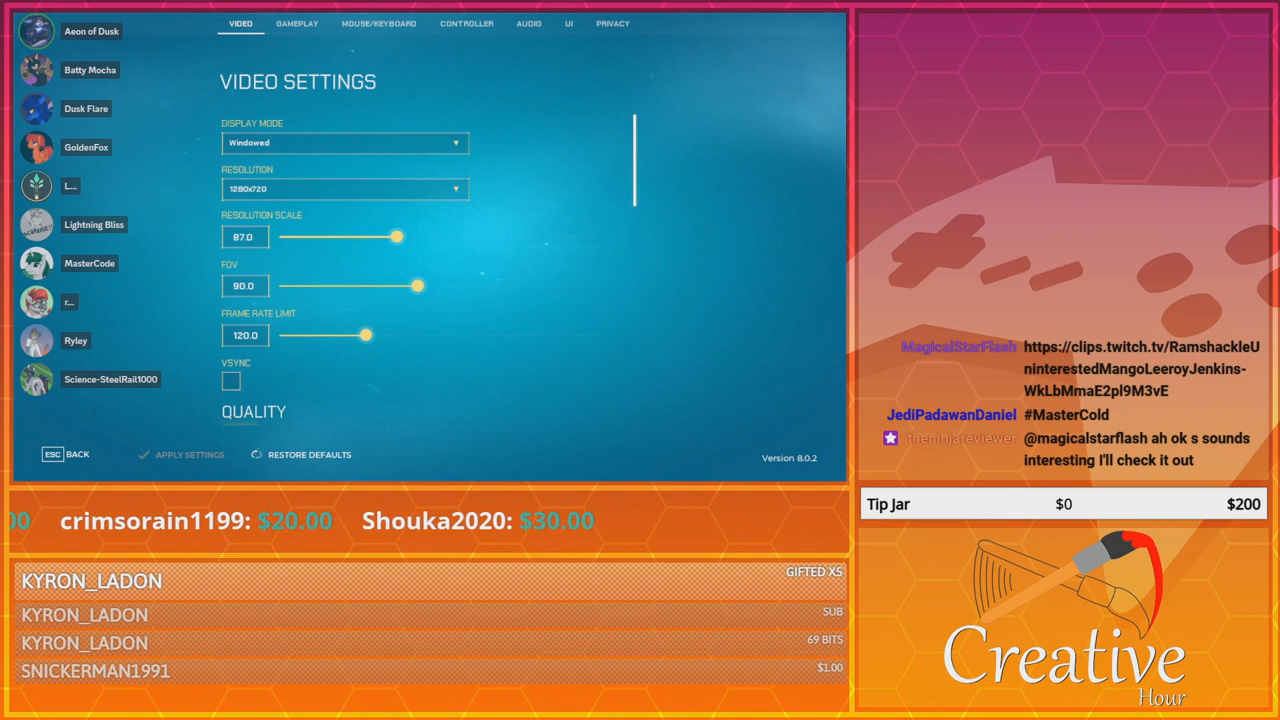 Aeon of Dusk
Batty Mocha
Dusk Flare
GoldenFox
L...
Lightning Bliss
MasterCode
r...
Ryley
Science-SteelRail1000
VIDEO GAMEPLAY MOUSE/KEYBOARD CONTROLLER AUDIO UI PRIVACY
VIDEO SETTINGS
DISPLAY MODE
Windowed
RESOLUTION
1280x720
RESOLUTION SCALE
87.0
FOV
90.0
FRAME RATE LIMIT
120.0
VSYNC
QUALITY
ESC BACK APPLY SETTINGS RESTORE DEFAULTS Version 8.0.2
00 crimsorain1199: $20.00 Shouka2020: $30.00
KYRON_LADON GIFTED X5
KYRON_LADON SUB
KYRON_LADON 69 BITS
SNICKERMAN1991 $1.00
MagicalStarFlash https://clips.twitch.tv/RamshackleU
ninterestedMangoLeeroyJenkins-
WkLbMmaE2pl9M3vE
JediPadawanDaniel #MasterCold
theninjareviewer @magicalstarflash ah ok s sounds
interesting I'll check it out
Tip Jar $0 $200
Creative
Hour